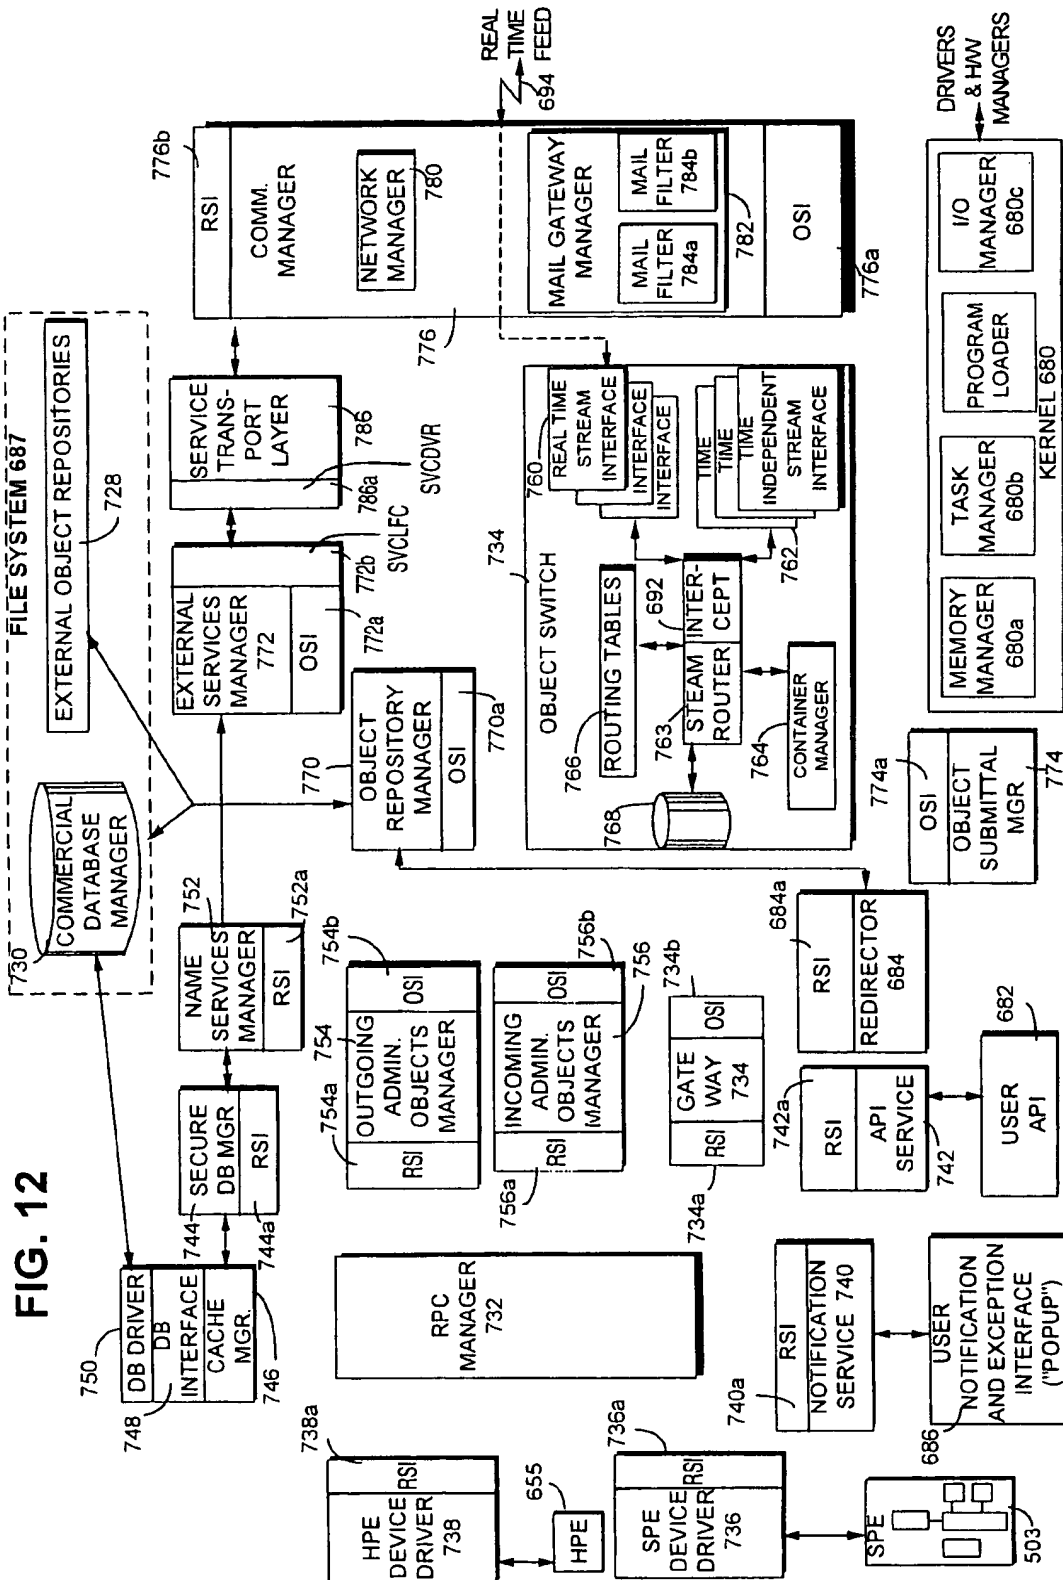 FIG. 12
FILE SYSTEM 687
COMMERCIAL
DATABASE
MANAGER
730
EXTERNAL OBJECT REPOSITORIES
728
750
DB DRIVER
DB
INTERFACE
CACHE
MGR.
748
746
744
SECURE
DB MGR
RSI
744a
NAME
SERVICES
MANAGER
752
RSI
752a
EXTERNAL
SERVICES
MANAGER
772
OSI
772a
772b
SVCLFC
SERVICE
TRANS-
PORT
LAYER
786
786a
SVCDVR
776b
RSI
COMM.
MANAGER
NETWORK
MANAGER
780
776
MAIL GATEWAY
MANAGER
MAIL
FILTER
784a
MAIL
FILTER
784b
782
OSI
776a
REAL
TIME
FEED
694
738a
HPE
DEVICE
DRIVER
738
RSI
655
HPE
736a
SPE
DEVICE
DRIVER
736
RSI
SPE
503
RPC
MANAGER
732
754a
754
754b
RSI
OUTGOING
ADMIN.
OBJECTS
MANAGER
OSI
756a
RSI
INCOMING
ADMIN.
OBJECTS
MANAGER
OSI
756b
756
734b
RSI
GATE
WAY
734
OSI
734a
770
OBJECT
REPOSITORY
MANAGER
OSI
770a
734
OBJECT SWITCH
760
REAL TIME
STREAM
INTERFACE
INTERFACE
INTERFACE
TIME
TIME
TIME
INDEPENDENT
STREAM
INTERFACE
762
766
ROUTING TABLES
763
692
STEAM
ROUTER
INTER-
CEPT
768
764
CONTAINER
MANAGER
740a
RSI
NOTIFICATION
SERVICE 740
686
USER
NOTIFICATION
AND EXCEPTION
INTERFACE
("POPUP")
742a
RSI
API
SERVICE
742
USER
API
682
684a
RSI
REDIRECTOR
684
774a
OSI
OBJECT
SUBMITTAL
MGR
774
MEMORY
MANAGER
680a
TASK
MANAGER
680b
PROGRAM
LOADER
I/O
MANAGER
680c
KERNEL 680
DRIVERS
& H/W
MANAGERS